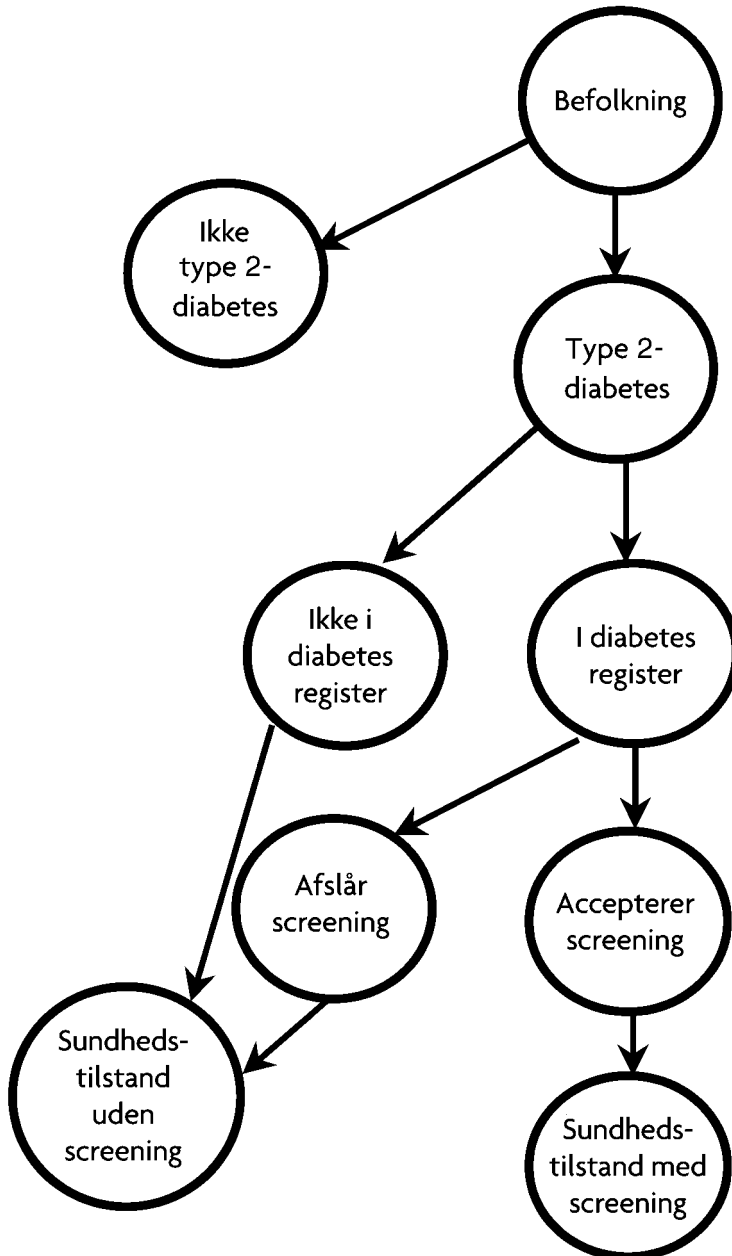 Befolkning
Ikke
type 2-
diabetes
Type 2-
diabetes
Ikke i
diabetes
register
I diabetes
register
Afslår
screening
Accepterer
screening
Sundheds-
tilstand
uden
screening
Sundheds-
tilstand med
screening